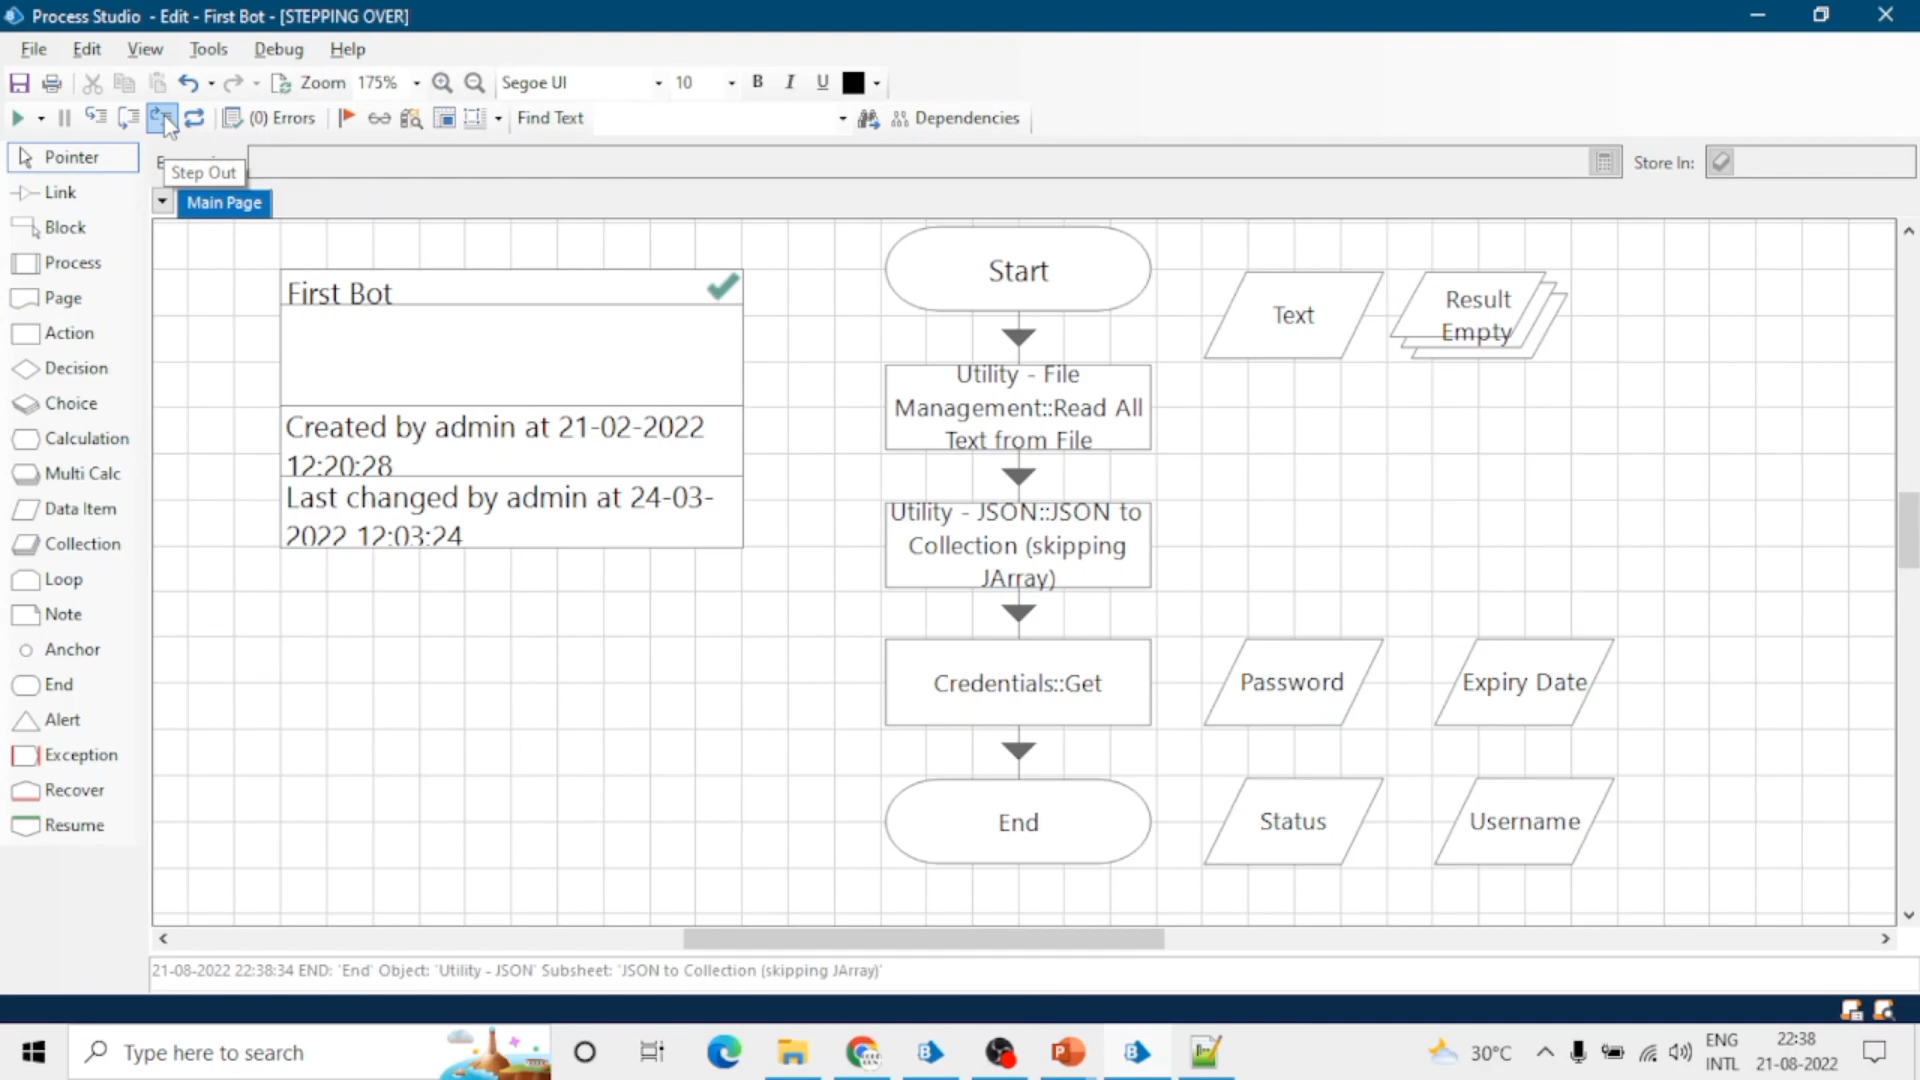 Process Studio - Edit - First Bot - [STEPPING OVER]
File Edit View Tools Debug Help
Zoom 175% Segoe UI 10 B I U
(0) Errors Find Text Dependencies
Pointer
Step Out
Store In:
Link
Main Page
Block
Process
Page
Action
Decision
Choice
Calculation
Multi Calc
Data Item
Collection
Loop
Note
Anchor
End
Alert
Exception
Recover
Resume
First Bot
Created by admin at 21-02-2022
12:20:28
Last changed by admin at 24-03-
2022 12:03:24
Start
Utility - File
Management::Read All
Text from File
Utility - JSON::JSON to
Collection (skipping
JArray)
Credentials::Get
End
Text
Result
Empty
Password
Expiry Date
Status
Username
21-08-2022 22:38:34 END: 'End' Object: 'Utility - JSON' Subsheet: 'JSON to Collection (skipping JArray)'
Type here to search
30°C
ENG
INTL
22:38
21-08-2022